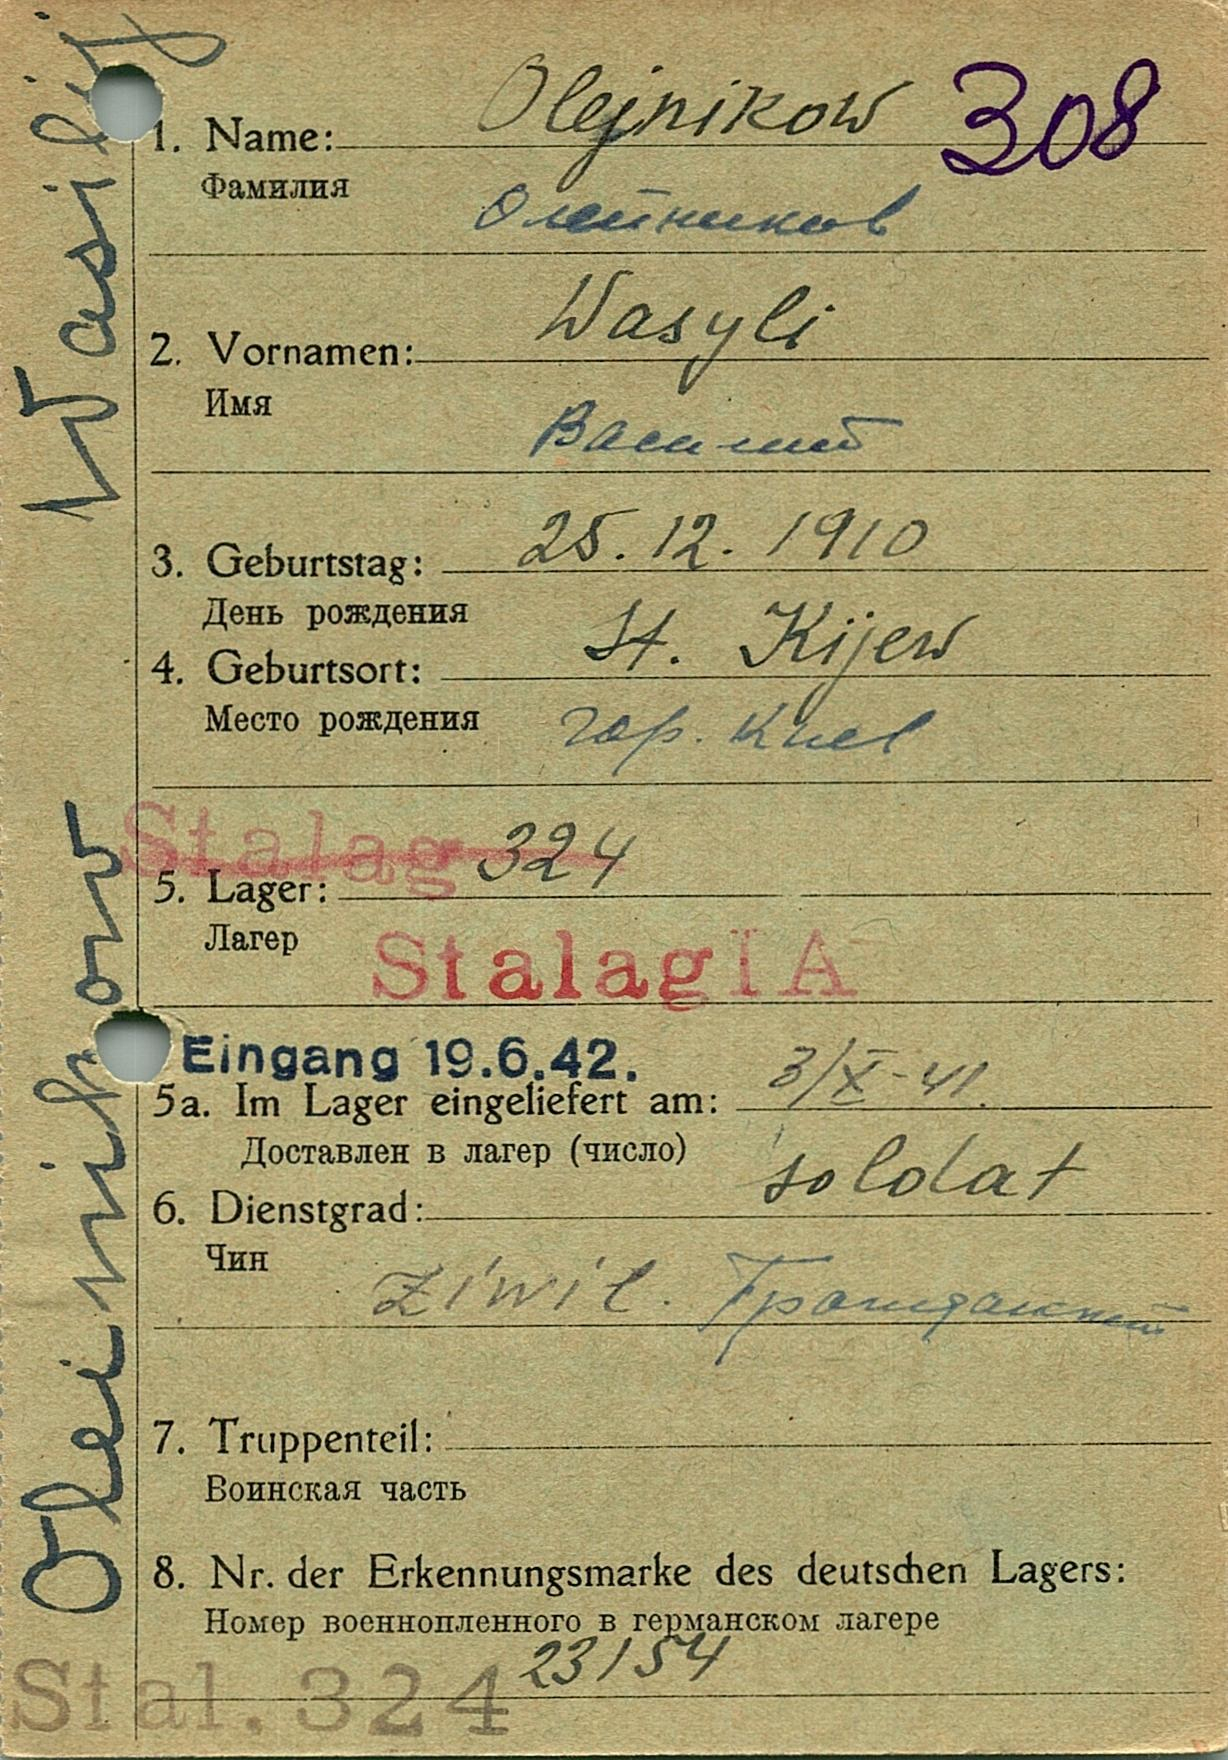 Oleinikow Wasilij
308
1. Name: Olejnikow
Фамилия
Олейников
2. Vornamen: Wasyli
Имя
Василий
3. Geburtstag: 25. 12. 1910
День рождения
4. Geburtsort: St. Kijew
Место рождения гор. Киев
Stalag 324
5. Lager:
Лагер
Stalag I A
Eingang 19.6.42.
5a. Im Lager eingeliefert am: 3/X-41.
Доставлен в лагер (число)
6. Dienstgrad: soldat
Чин
Ziwil. Гражданский
7. Truppenteil:
Воинская часть
8. Nr. der Erkennungsmarke des deutschen Lagers:
Номер военнопленного в германском лагере
23154
Stal. 324